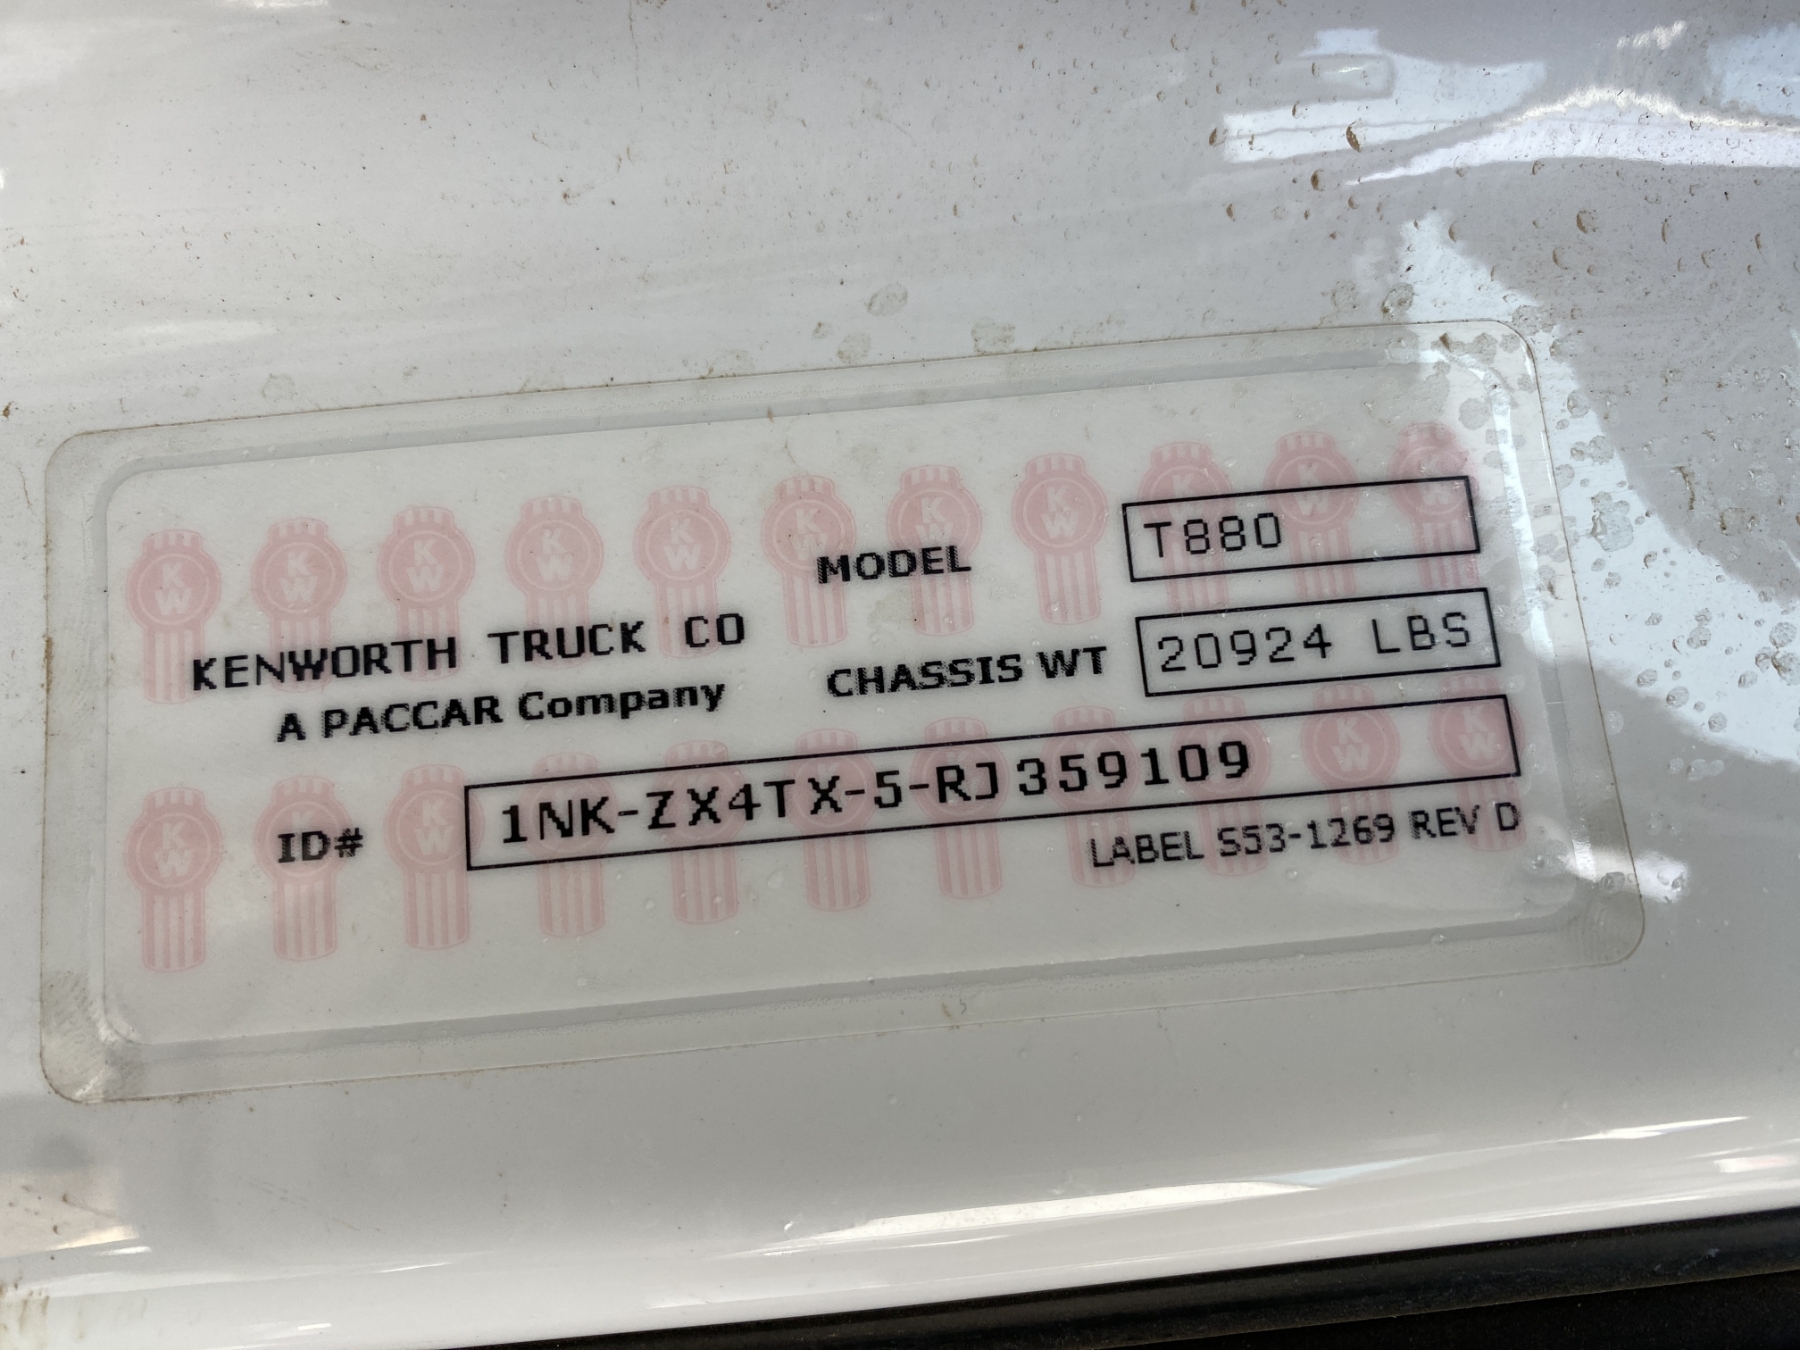 MODEL T880
KENWORTH TRUCK CO
A PACCAR Company
CHASSIS WT 20924 LBS
ID# 1NK-ZX4TX-5-RJ359109
LABEL S53-1269 REV D